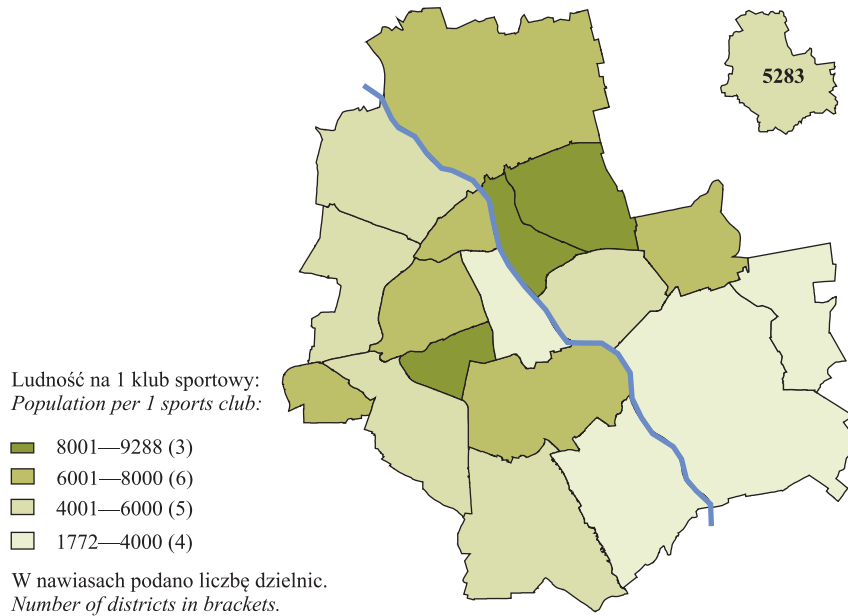 5283
Ludność na 1 klub sportowy:
Population per 1 sports club:
8001—9288 (3)
6001—8000 (6)
4001—6000 (5)
1772—4000 (4)
W nawiasach podano liczbę dzielnic.
Number of districts in brackets.